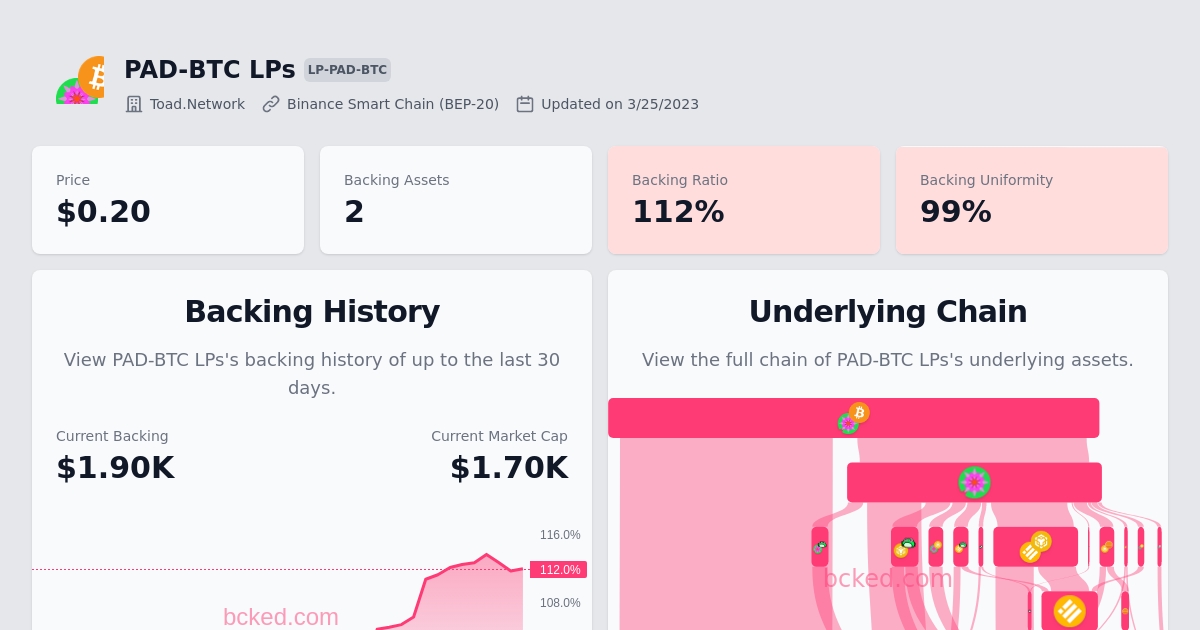 PAD-BTC LPs LP-PAD-BTC
Toad.Network Binance Smart Chain (BEP-20) Updated on 3/25/2023
Price
$0.20
Backing Assets
2
Backing Ratio
112%
Backing Uniformity
99%
Backing History
View PAD-BTC LPs's backing history of up to the last 30
days.
Current Backing
$1.90K
Current Market Cap
$1.70K
116.0%
112.0%
108.0%
bcked.com
Underlying Chain
View the full chain of PAD-BTC LPs's underlying assets.
bcked.com